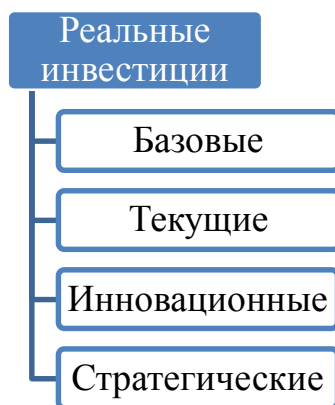 Реальные
инвестиции
Базовые
Текущие
Инновационные
Стратегические